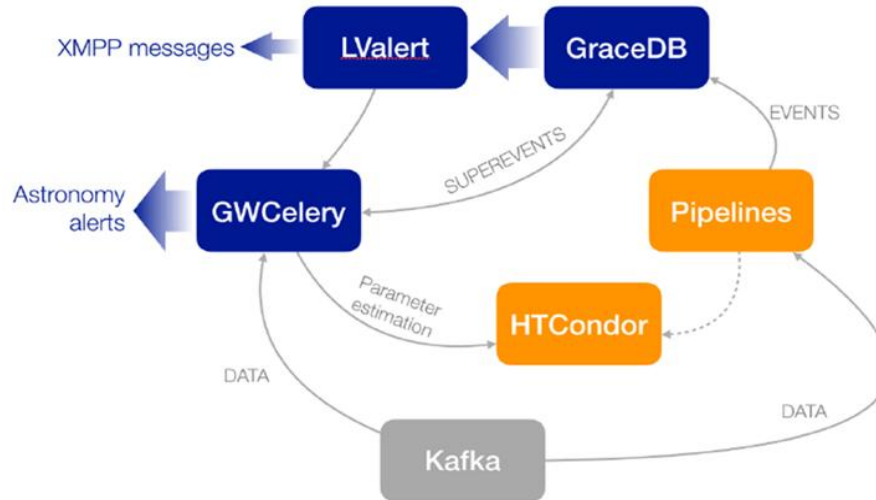 XMPP messages
LValert
GraceDB
EVENTS
SUPEREVENTS
Astronomy
alerts
GWCelery
Pipelines
Parameter
estimation
HTCondor
DATA
DATA
Kafka